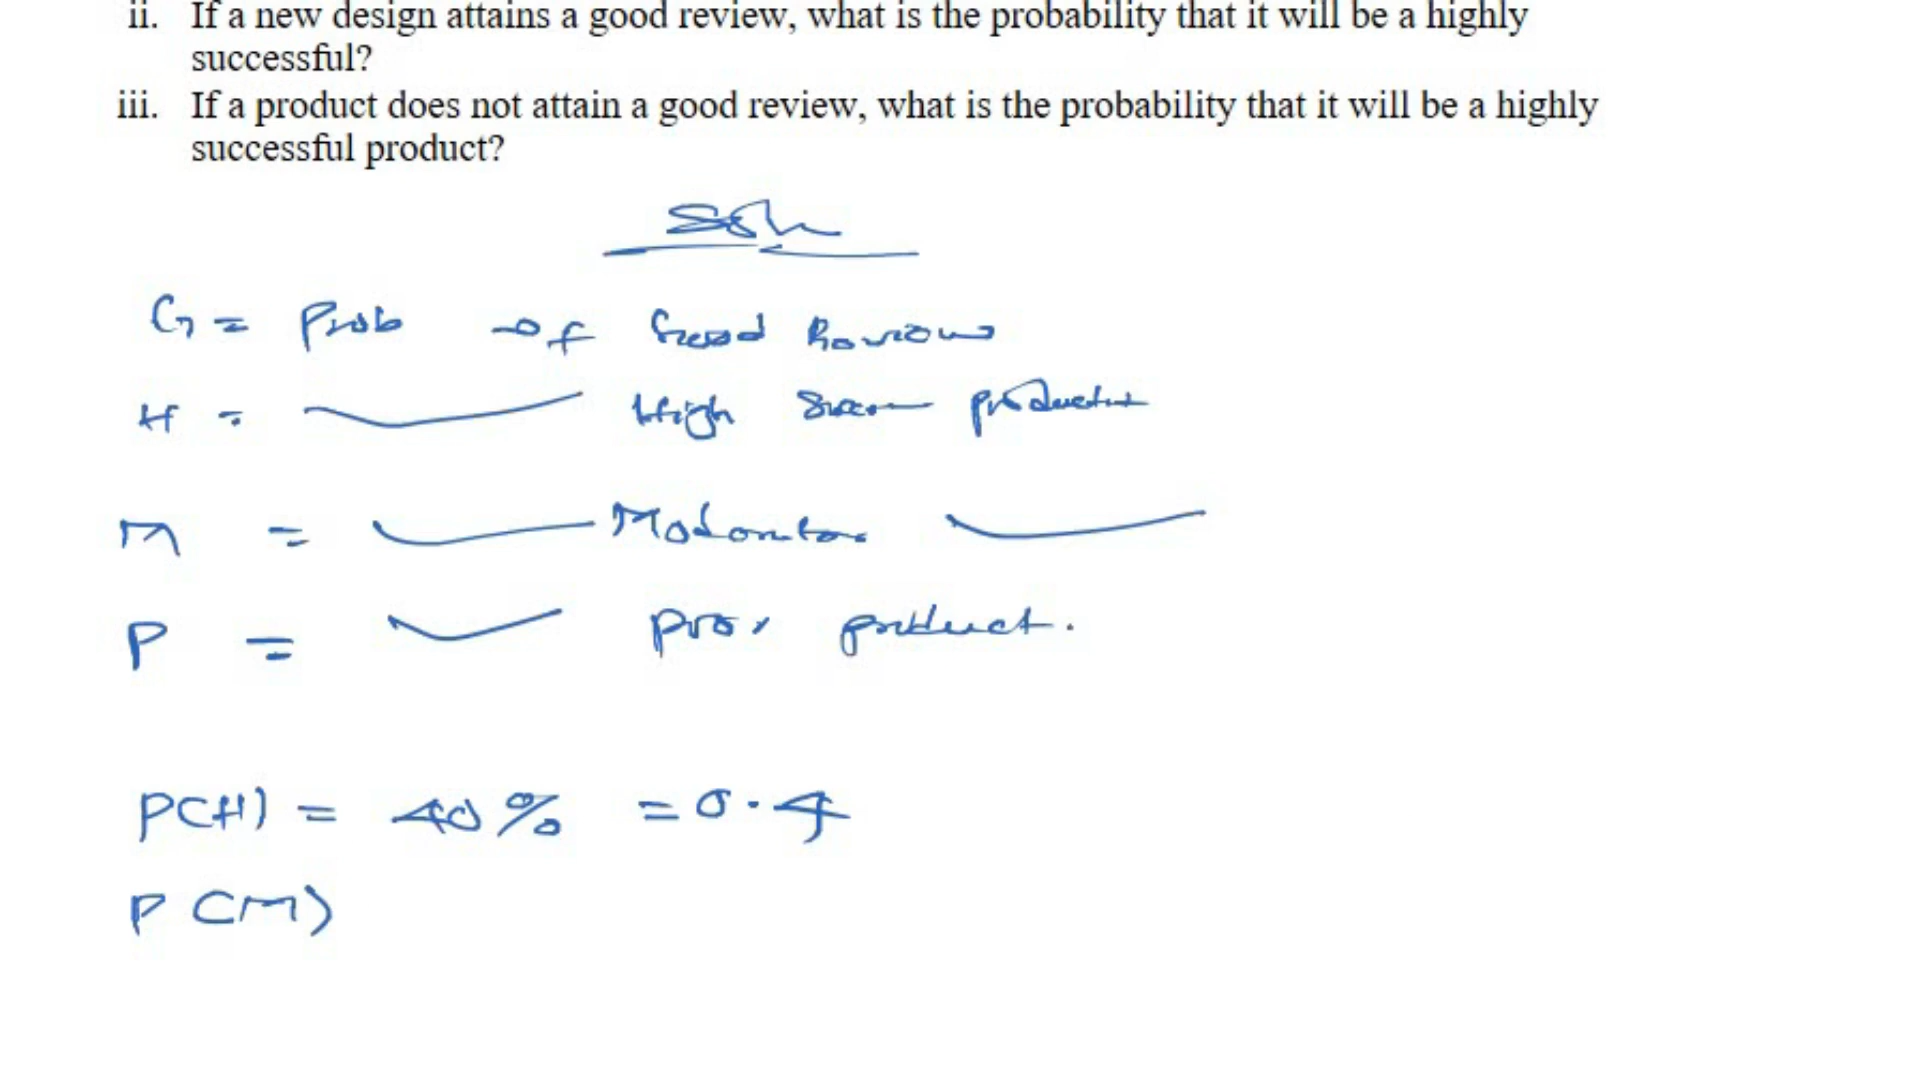 ii. If a new design attains a good review, what is the probability that it will be a highly
successful?
iii. If a product does not attain a good review, what is the probability that it will be a highly
successful product?
Soln
G = Prob of Good Review
H = High product
M = Moderate
P = poor product.
P(H) = 40% = 0.4
P(M)